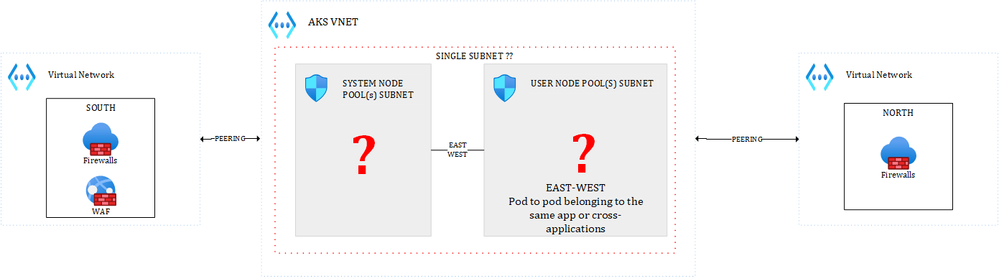 AKS VNET
SINGLE SUBNET ??
Virtual Network
SOUTH
Firewalls
WAF
PEERING
SYSTEM NODE
POOL(s) SUBNET
?
EAST
WEST
USER NODE POOL(S) SUBNET
?
EAST-WEST
Pod to pod belonging to the
same app or cross-
applications
PEERING
Virtual Network
NORTH
Firewalls